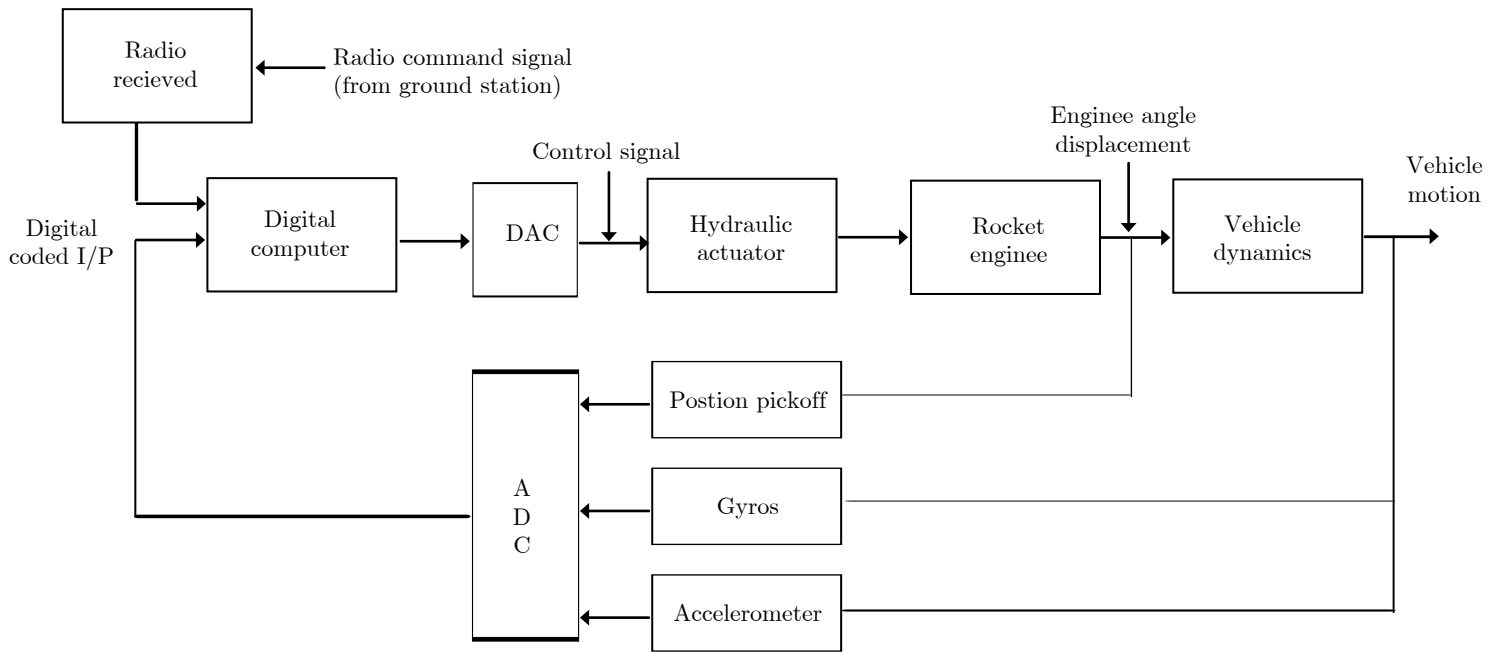 Radio
recieved
Radio command signal
(from ground station)
Enginee angle
displacement
Control signal
Vehicle
motion
Digital
coded I/P
Digital
computer
DAC
Hydraulic
actuator
Rocket
enginee
Vehicle
dynamics
Postion pickoff
A
D
C
Gyros
Accelerometer